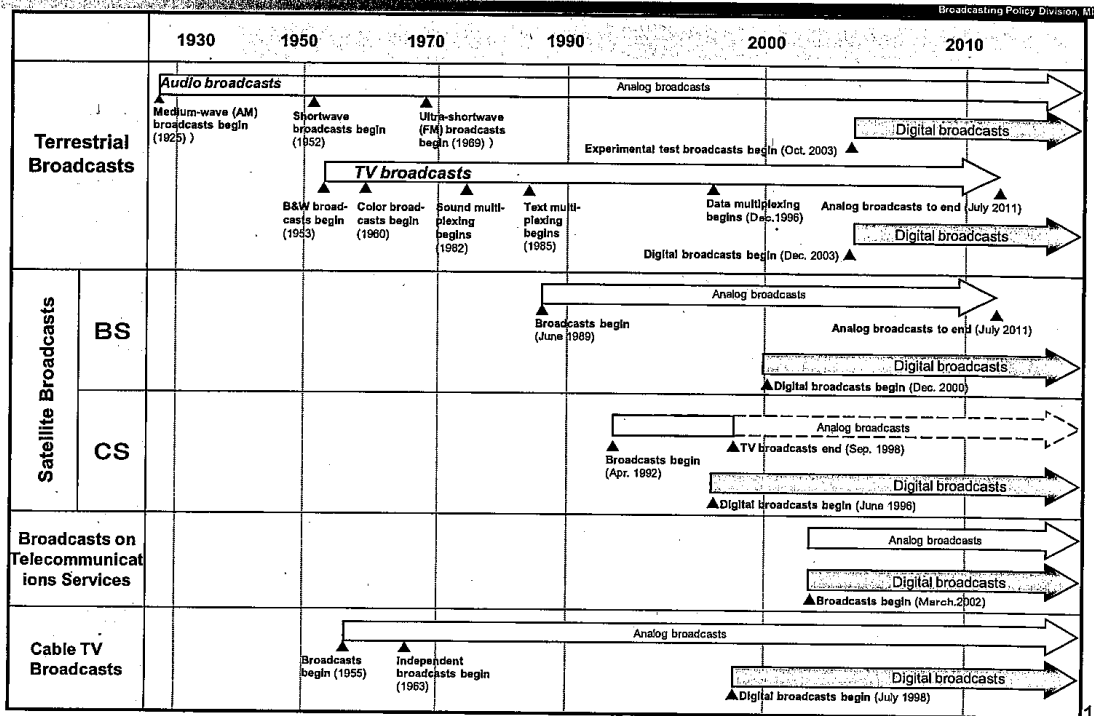 Broadcasting Policy Division,
1930 1950 1970 1990 2000 2010
Terrestrial
Broadcasts
Audio broadcasts
Analog broadcasts
Medium-wave (AM)
broadcasts begin
(1925) )
Shortwave
broadcasts begin
(1952)
Ultra-shortwave
(FM) broadcasts
begin (1969) )
Digital broadcasts
Experimental test broadcasts begin (Oct. 2003)
TV broadcasts
B&W broad-
casts begin
(1953)
Color broad-
casts begin
(1960)
Sound multi-
plexing
begins
(1982)
Text multi-
plexing
begins
(1985)
Data multiplexing
begins (Dec.1996)
Analog broadcasts to end (July 2011)
Digital broadcasts
Digital broadcasts begin (Dec. 2003)
Satellite Broadcasts
BS
Analog broadcasts
Broadcasts begin
(June 1989)
Analog broadcasts to end (July 2011)
Digital broadcasts
Digital broadcasts begin (Dec. 2000)
CS
Analog broadcasts
Broadcasts begin
(Apr. 1992)
TV broadcasts end (Sep. 1998)
Digital broadcasts
Digital broadcasts begin (June 1996)
Broadcasts on
Telecommunicat
ions Services
Analog broadcasts
Digital broadcasts
Broadcasts begin (March.2002)
Cable TV
Broadcasts
Analog broadcasts
Broadcasts
begin (1955)
Independent
broadcasts begin
(1963)
Digital broadcasts
Digital broadcasts begin (July 1998)
1